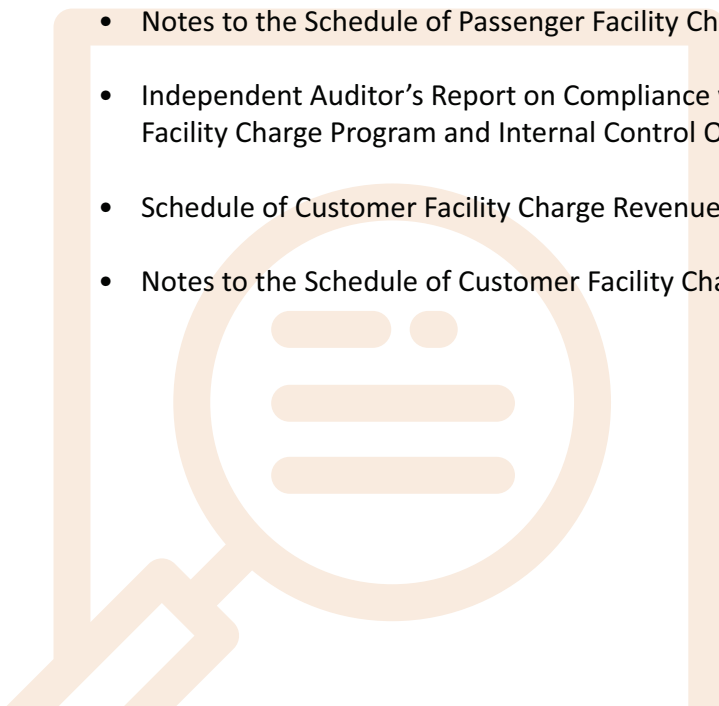 • Notes to the Schedule of Passenger Facility Ch
• Independent Auditor’s Report on Compliance
Facility Charge Program and Internal Control O
• Schedule of Customer Facility Charge Revenue
• Notes to the Schedule of Customer Facility Cha